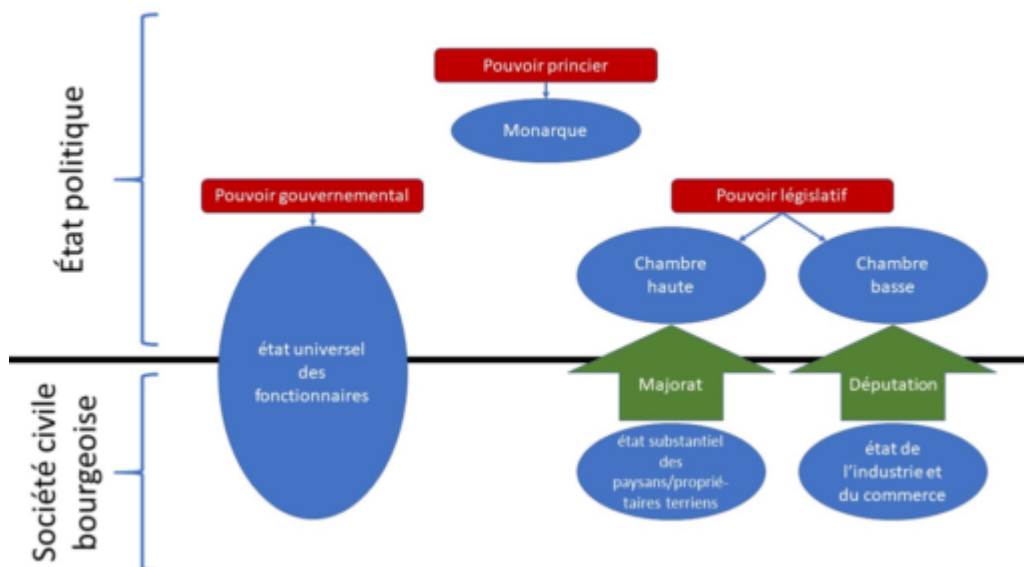 État politique
Pouvoir princier
Monarque
Pouvoir gouvernemental
Pouvoir législatif
Chambre
haute
Chambre
basse
état universel
des
fonctionnaires
Majorat
Députation
Société civile
bourgeoise
état substantiel
des
paysans/proprié-
taires terriens
état de
l'industrie et
du commerce